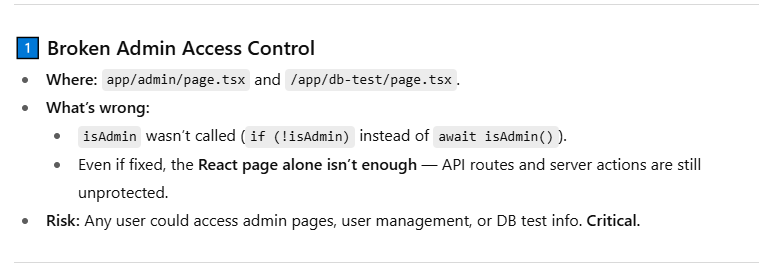 1 Broken Admin Access Control
• Where: app/admin/page.tsx and /app/db-test/page.tsx.
• What's wrong:
• isAdmin wasn't called ( if (!isAdmin) instead of await isAdmin() ).
• Even if fixed, the React page alone isn't enough — API routes and server actions are still
unprotected.
• Risk: Any user could access admin pages, user management, or DB test info. Critical.